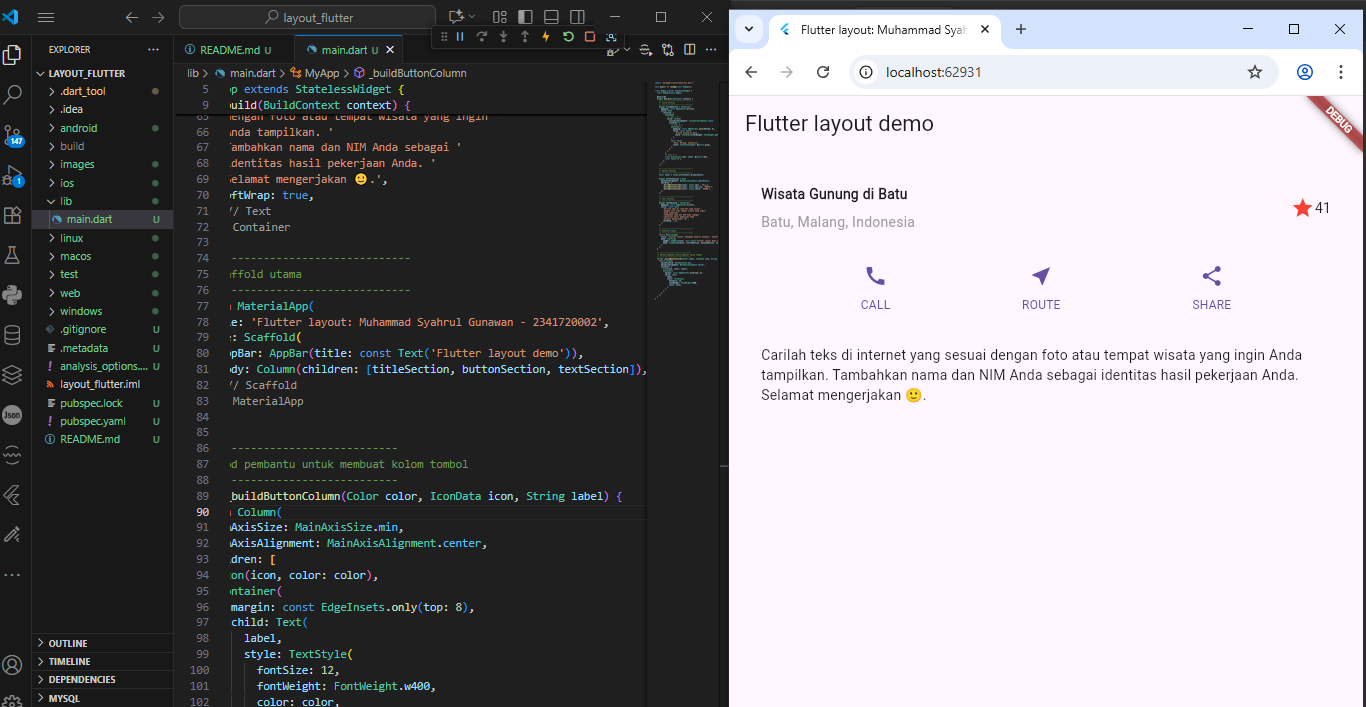 layout_flutter
EXPLORER
LAYOUT_FLUTTER
.dart_tool
.idea
android
build
images
ios
lib
main.dart U
linux
macos
test
web
windows
.gitignore U
.metadata U
analysis_options.... U
layout_flutter.iml
pubspec.lock U
pubspec.yaml U
README.md U
OUTLINE
TIMELINE
DEPENDENCIES
MYSQL
147
1
Json
README.md U
main.dart U
lib > main.dart > MyApp > _buildButtonColumn
5 pp extends StatelessWidget {
9 build(BuildContext context) {
65 dengan foto atau tempat wisata yang ingin '
66 Anda tampilkan. '
67 Tambahkan nama dan NIM Anda sebagai '
68 identitas hasil pekerjaan Anda. '
69 Selamat mengerjakan 🙂.',
70 oftWrap: true,
71 // Text
72 Container
73
74 ----------------------------
75 affold utama
76 ----------------------------
77 MaterialApp(
78 le: 'Flutter layout: Muhammad Syahrul Gunawan - 2341720002',
79 e: Scaffold(
80 ppBar: AppBar(title: const Text('Flutter layout demo')),
81 ody: Column(children: [titleSection, buttonSection, textSection]),
82 // Scaffold
83 MaterialApp
84
85
86 --------------------------
87 od pembantu untuk membuat kolom tombol
88 --------------------------
89 _buildButtonColumn(Color color, IconData icon, String label) {
90 Column(
91 nAxisSize: MainAxisSize.min,
92 nAxisAlignment: MainAxisAlignment.center,
93 ldren: [
94 con(icon, color: color),
95 ontainer(
96 margin: const EdgeInsets.only(top: 8),
97 child: Text(
98 label,
99 style: TextStyle(
100 fontSize: 12,
101 fontWeight: FontWeight.w400,
102 color: color,
Flutter layout: Muhammad Syah
localhost:62931
Flutter layout demo
DEBUG
Wisata Gunung di Batu
Batu, Malang, Indonesia
41
CALL
ROUTE
SHARE
Carilah teks di internet yang sesuai dengan foto atau tempat wisata yang ingin Anda
tampilkan. Tambahkan nama dan NIM Anda sebagai identitas hasil pekerjaan Anda.
Selamat mengerjakan 🙂.